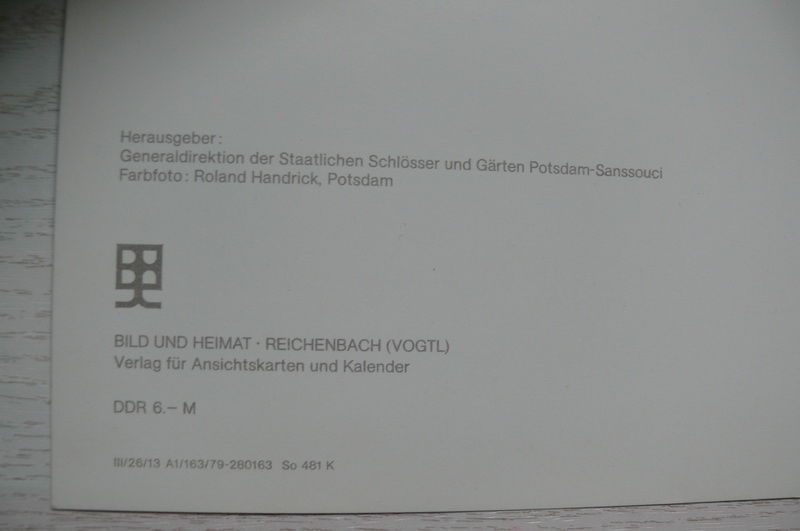 Herausgeber:
Generaldirektion der Staatlichen Schlösser und Gärten Potsdam-Sanssouci
Farbfoto: Roland Handrick, Potsdam
BILD UND HEIMAT · REICHENBACH (VOGTL)
Verlag für Ansichtskarten und Kalender
DDR 6.– M
III/26/13 A1/163/79-280163 So 481 K